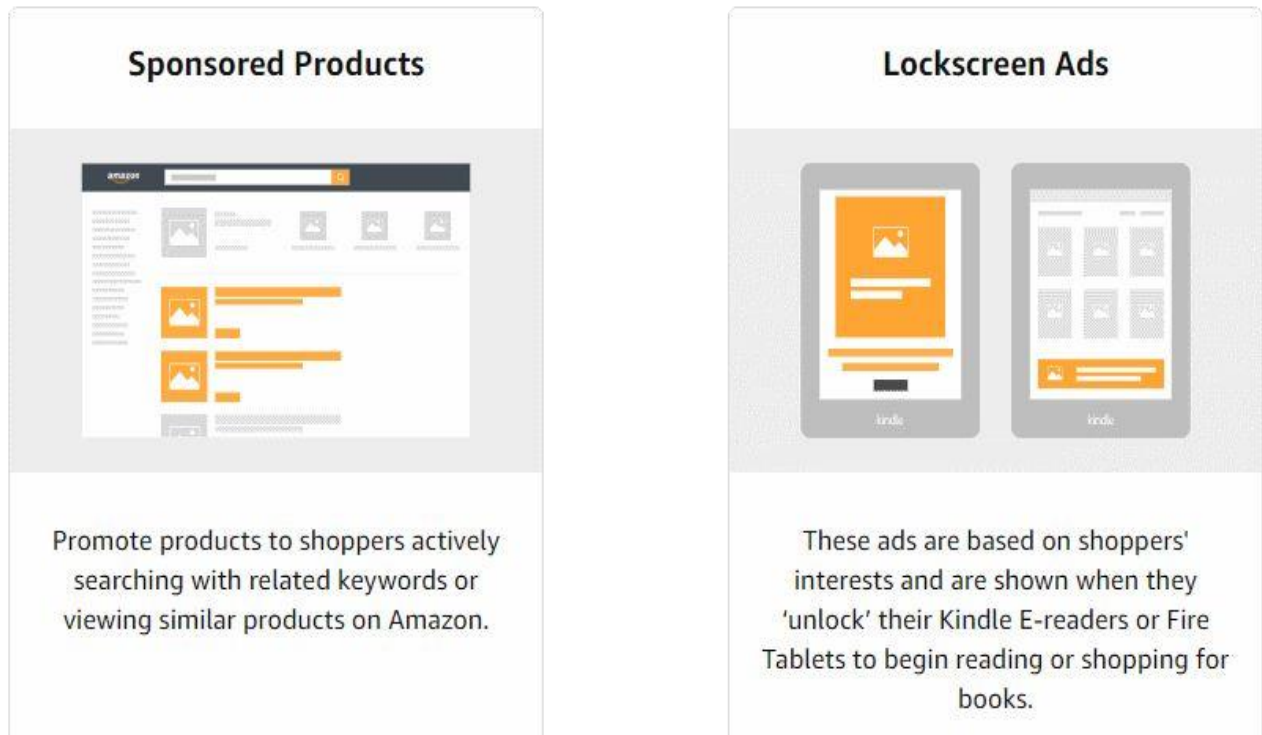 Sponsored Products
amazon
Promote products to shoppers actively
searching with related keywords or
viewing similar products on Amazon.
Lockscreen Ads
kindle
kindle
These ads are based on shoppers'
interests and are shown when they
‘unlock’ their Kindle E-readers or Fire
Tablets to begin reading or shopping for
books.